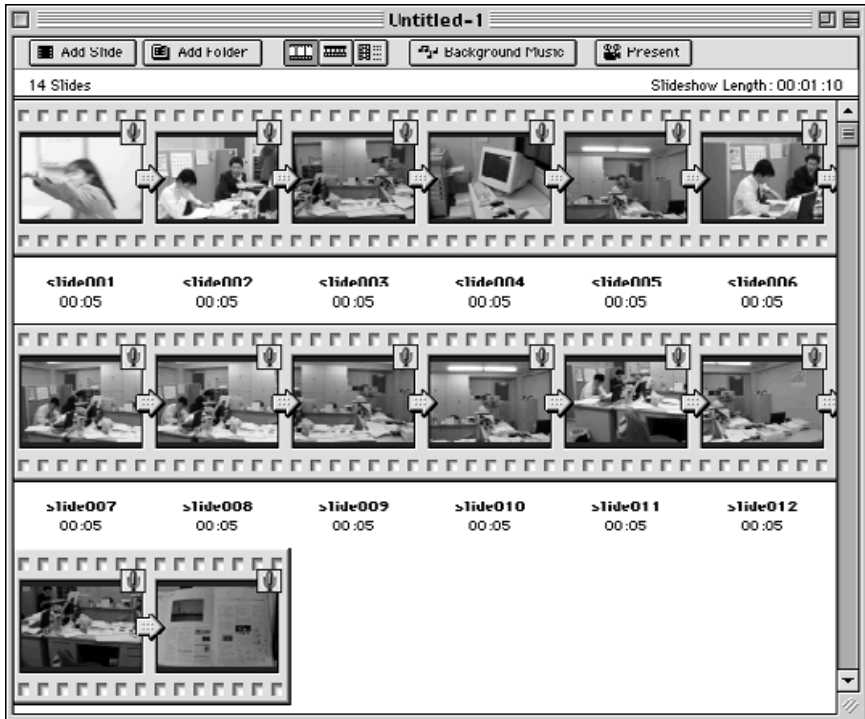 Untitled-1
Add Slide Add Folder Background Music Present
14 Slides Slideshow Length: 00:01:10
slide001 slide002 slide003 slide004 slide005 slide006
00:05 00:05 00:05 00:05 00:05 00:05
slide007 slide008 slide009 slide010 slide011 slide012
00:05 00:05 00:05 00:05 00:05 00:05